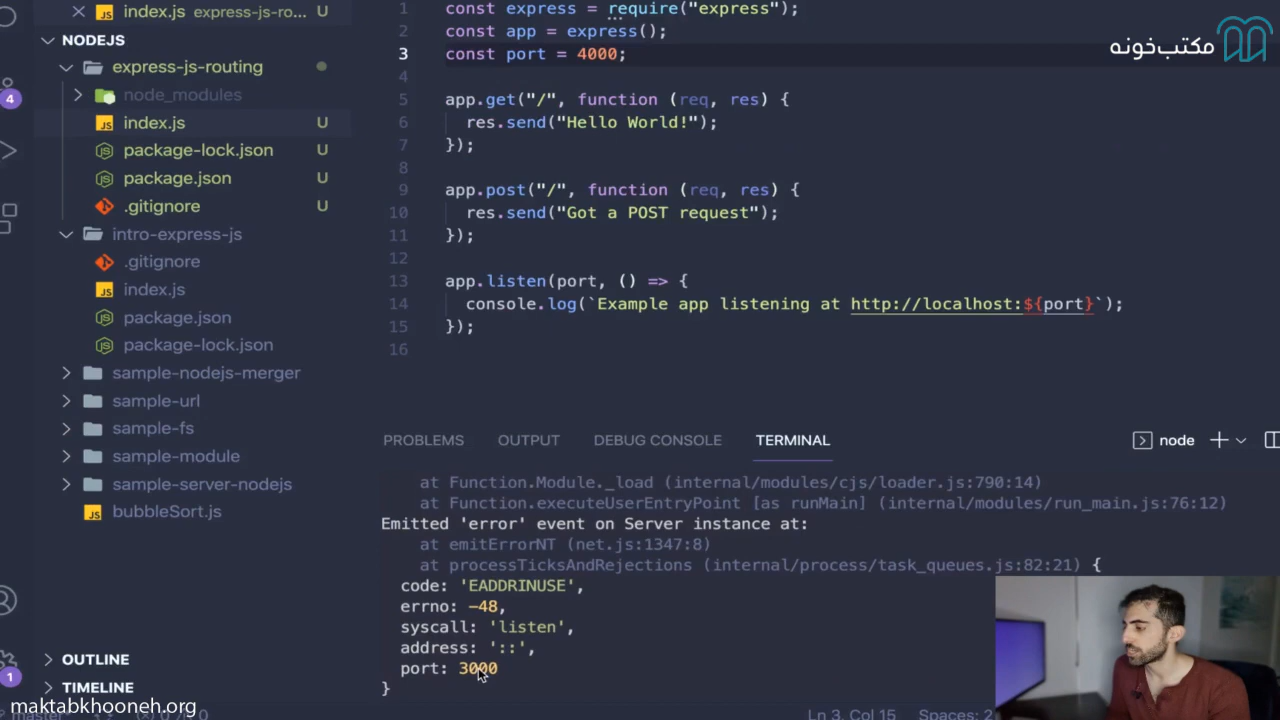 index.js express-js-ro... U
NODEJS
express-js-routing
node_modules
index.js U
package-lock.json U
package.json U
.gitignore U
intro-express-js
.gitignore
index.js
package.json
package-lock.json
sample-nodejs-merger
sample-url
sample-fs
sample-module
sample-server-nodejs
bubbleSort.js
OUTLINE
TIMELINE
4
1
1 const express = require("express");
2 const app = express();
3 const port = 4000;
4
5 app.get("/", function (req, res) {
6 res.send("Hello World!");
7 });
8
9 app.post("/", function (req, res) {
10 res.send("Got a POST request");
11 });
12
13 app.listen(port, () => {
14 console.log(`Example app listening at http://localhost:${port}`);
15 });
16
مکتب‌خونه
PROBLEMS OUTPUT DEBUG CONSOLE TERMINAL node
at Function.Module._load (internal/modules/cjs/loader.js:790:14)
at Function.executeUserEntryPoint [as runMain] (internal/modules/run_main.js:76:12)
Emitted 'error' event on Server instance at:
at emitErrorNT (net.js:1347:8)
at processTicksAndRejections (internal/process/task_queues.js:82:21) {
code: 'EADDRINUSE',
errno: -48,
syscall: 'listen',
address: '::',
port: 3000
}
maktabkhooneh.org
Ln 3, Col 15 Spaces: 2